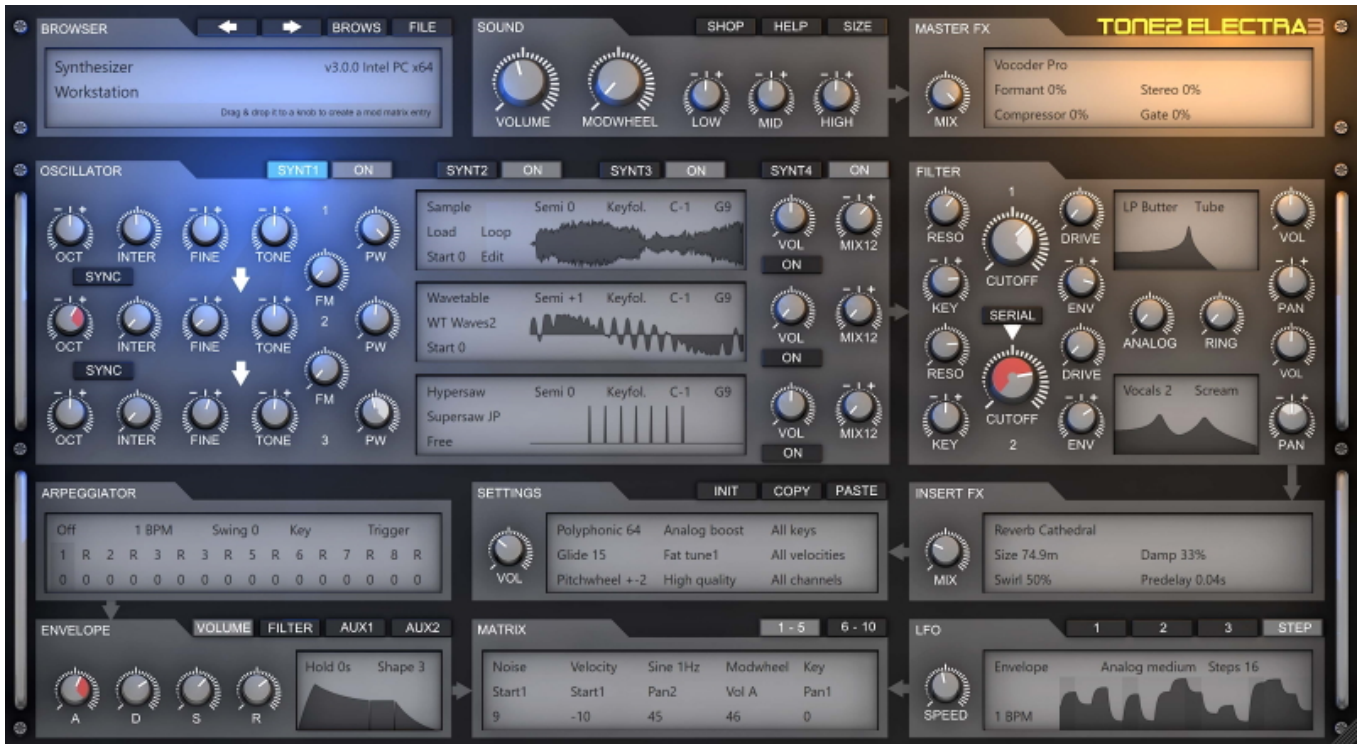 BROWSER BROWS FILE
Synthesizer v3.0.0 Intel PC x64
Workstation
Drag & drop it to a knob to create a mod matrix entry
SOUND SHOP HELP SIZE
VOLUME MODWHEEL LOW MID HIGH
MASTER FX TONE2 ELECTRA3
Vocoder Pro
Formant 0% Stereo 0%
Compressor 0% Gate 0%
MIX
OSCILLATOR SYNT1 ON SYNT2 ON SYNT3 ON SYNT4 ON
1
OCT INTER FINE TONE PW
SYNC
FM
Sample Semi 0 Keyfol. C-1 G9
Load Loop
Start 0 Edit
VOL MIX12
ON
2
OCT INTER FINE TONE PW
SYNC
FM
Wavetable Semi +1 Keyfol. C-1 G9
WT Waves2
Start 0
VOL MIX12
ON
OCT INTER FINE TONE 3 PW
Hypersaw Semi 0 Keyfol. C-1 G9
Supersaw JP
Free
VOL MIX12
ON
FILTER
1
RESO CUTOFF DRIVE
LP Butter Tube
VOL
KEY SERIAL ENV
ANALOG RING
PAN
RESO CUTOFF DRIVE
Vocals 2 Scream
VOL
KEY 2 ENV
PAN
ARPEGGIATOR
Off 1 BPM Swing 0 Key Trigger
1 R 2 R 3 R 3 R 5 R 6 R 7 R 8 R
0 0 0 0 0 0 0 0 0 0 0 0 0 0 0 0
SETTINGS INIT COPY PASTE
VOL
Polyphonic 64 Analog boost All keys
Glide 15 Fat tune1 All velocities
Pitchwheel +-2 High quality All channels
INSERT FX
Reverb Cathedral
Size 74.9m Damp 33%
Swirl 50% Predelay 0.04s
MIX
ENVELOPE VOLUME FILTER AUX1 AUX2
Hold 0s Shape 3
A D S R
MATRIX 1 - 5 6 - 10
Noise Velocity Sine 1Hz Modwheel Key
Start1 Start1 Pan2 Vol A Pan1
9 -10 45 46 0
LFO 1 2 3 STEP
Envelope Analog medium Steps 16
1 BPM
SPEED